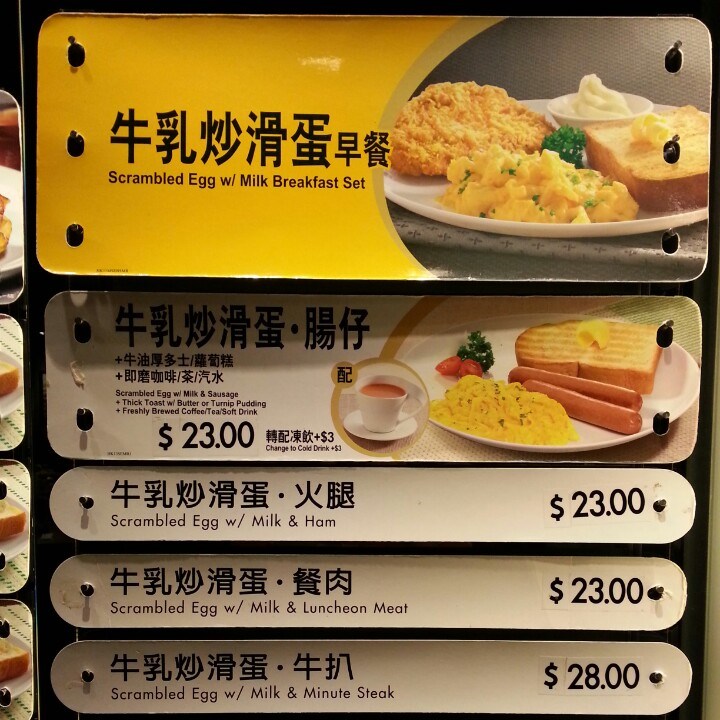 牛乳炒滑蛋早餐
Scrambled Egg w/ Milk Breakfast Set
牛乳炒滑蛋·腸仔
+牛油厚多士/蘿蔔糕
+即磨咖啡/茶/汽水
配
Scrambled Egg w/ Milk & Sausage
+ Thick Toast w/ Butter or Turnip Pudding
+ Freshly Brewed Coffee/Tea/Soft Drink
$ 23.00 轉配凍飲+$3
Change to Cold Drink +$3
牛乳炒滑蛋·火腿 $ 23.00
Scrambled Egg w/ Milk & Ham
牛乳炒滑蛋·餐肉 $ 23.00
Scrambled Egg w/ Milk & Luncheon Meat
牛乳炒滑蛋·牛扒 $ 28.00
Scrambled Egg w/ Milk & Minute Steak